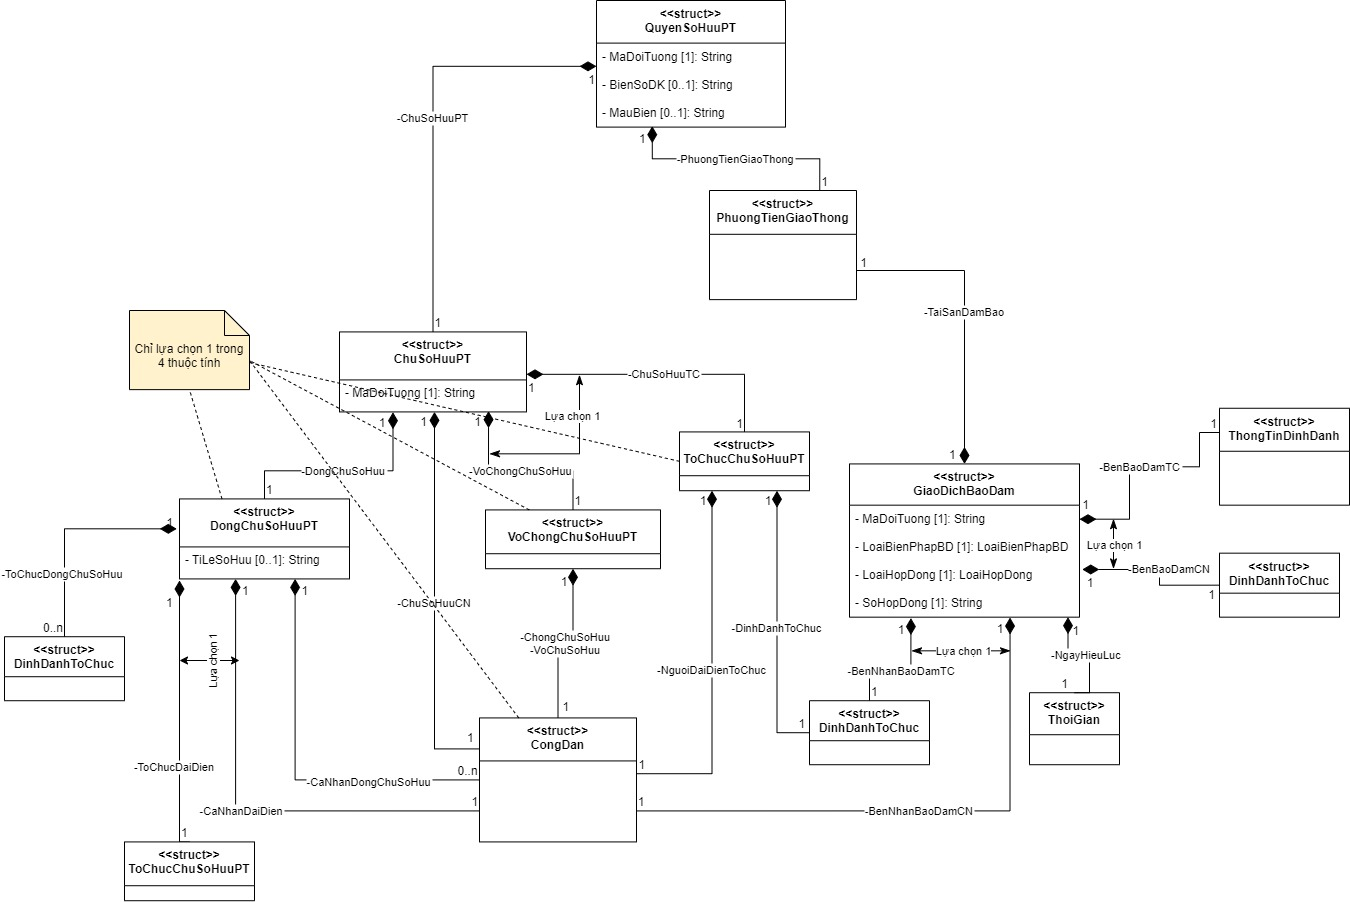 <<struct>>
QuyenSoHuuPT
- MaDoiTuong [1]: String
- BienSoDK [0..1]: String
- MauBien [0..1]: String
1
1
-ChuSoHuuPT
-PhuongTienGiaoThong
1
<<struct>>
PhuongTienGiaoThong
1
-TaiSanDamBao
1
Chỉ lựa chọn 1 trong
4 thuộc tính
<<struct>>
ChuSoHuuPT
- MaDoiTuong [1]: String
1
-ChuSoHuuTC
1
Lựa chọn 1
1
1
1
-DongChuSoHuu
1
-VoChongChuSoHuu
1
<<struct>>
ToChucChuSoHuuPT
1
1
<<struct>>
DongChuSoHuuPT
- TiLeSoHuu [0..1]: String
1
-ToChucDongChuSoHuu
0..n
<<struct>>
DinhDanhToChuc
1
1
1
Lựa chọn 1
<<struct>>
VoChongChuSoHuuPT
1
-ChuSoHuuCN
-ChongChuSoHuu
-VoChuSoHuu
1
-DinhDanhToChuc
-NguoiDaiDienToChuc
1
<<struct>>
GiaoDichBaoDam
- MaDoiTuong [1]: String
- LoaiBienPhapBD [1]: LoaiBienPhapBD
- LoaiHopDong [1]: LoaiHopDong
- SoHopDong [1]: String
1
-BenBaoDamTC
1
<<struct>>
ThongTinDinhDanh
Lựa chọn 1
1
-BenBaoDamCN
1
<<struct>>
DinhDanhToChuc
1
1
1
Lựa chọn 1
-BenNhanBaoDamTC
1
-NgayHieuLuc
1
<<struct>>
DinhDanhToChuc
1
<<struct>>
ThoiGian
<<struct>>
CongDan
1
0..n
1
1
1
-ToChucDaiDien
-CaNhanDongChuSoHuu
-CaNhanDaiDien
-BenNhanBaoDamCN
1
<<struct>>
ToChucChuSoHuuPT